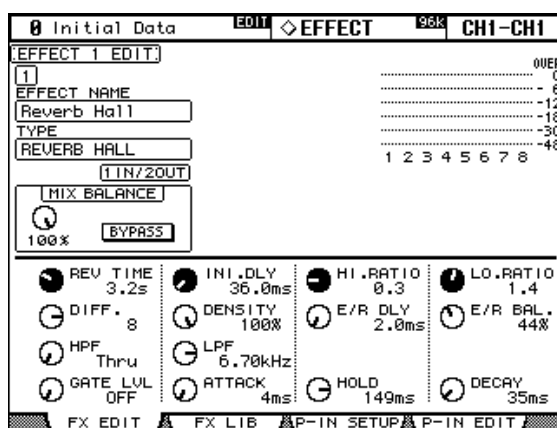 0 Initial Data EDIT ◇EFFECT 96k CH1-CH1
EFFECT 1 EDIT
1
EFFECT NAME
Reverb Hall
TYPE
REVERB HALL
1 IN/2OUT
MIX BALANCE
100%
BYPASS
OVER
0
- 6
-12
-18
-30
-48
1 2 3 4 5 6 7 8
REV TIME 3.2s
INI.DLY 36.0ms
HI.RATIO 0.3
LO.RATIO 1.4
DIFF. 8
DENSITY 100%
E/R DLY 2.0ms
E/R BAL. 44%
HPF Thru
LPF 6.70kHz
GATE LVL OFF
ATTACK 4ms
HOLD 149ms
DECAY 35ms
FX EDIT FX LIB P-IN SETUP P-IN EDIT